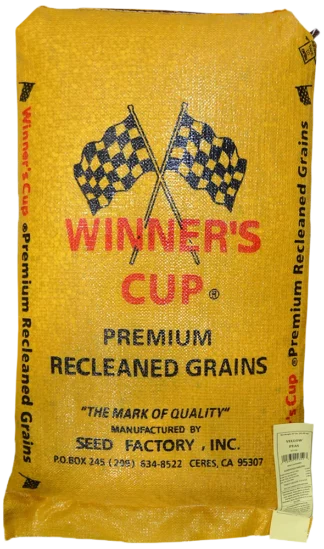 WINNER'S
CUP ®
PREMIUM
RECLEANED GRAINS
"THE MARK OF QUALITY"
MANUFACTURED BY
SEED FACTORY, INC.
P.O.BOX 245 (209) 634-8522 CERES, CA 95307
Winner's Cup ® Premium Recleaned Grains
Cup ® Premium Recleaned Grains